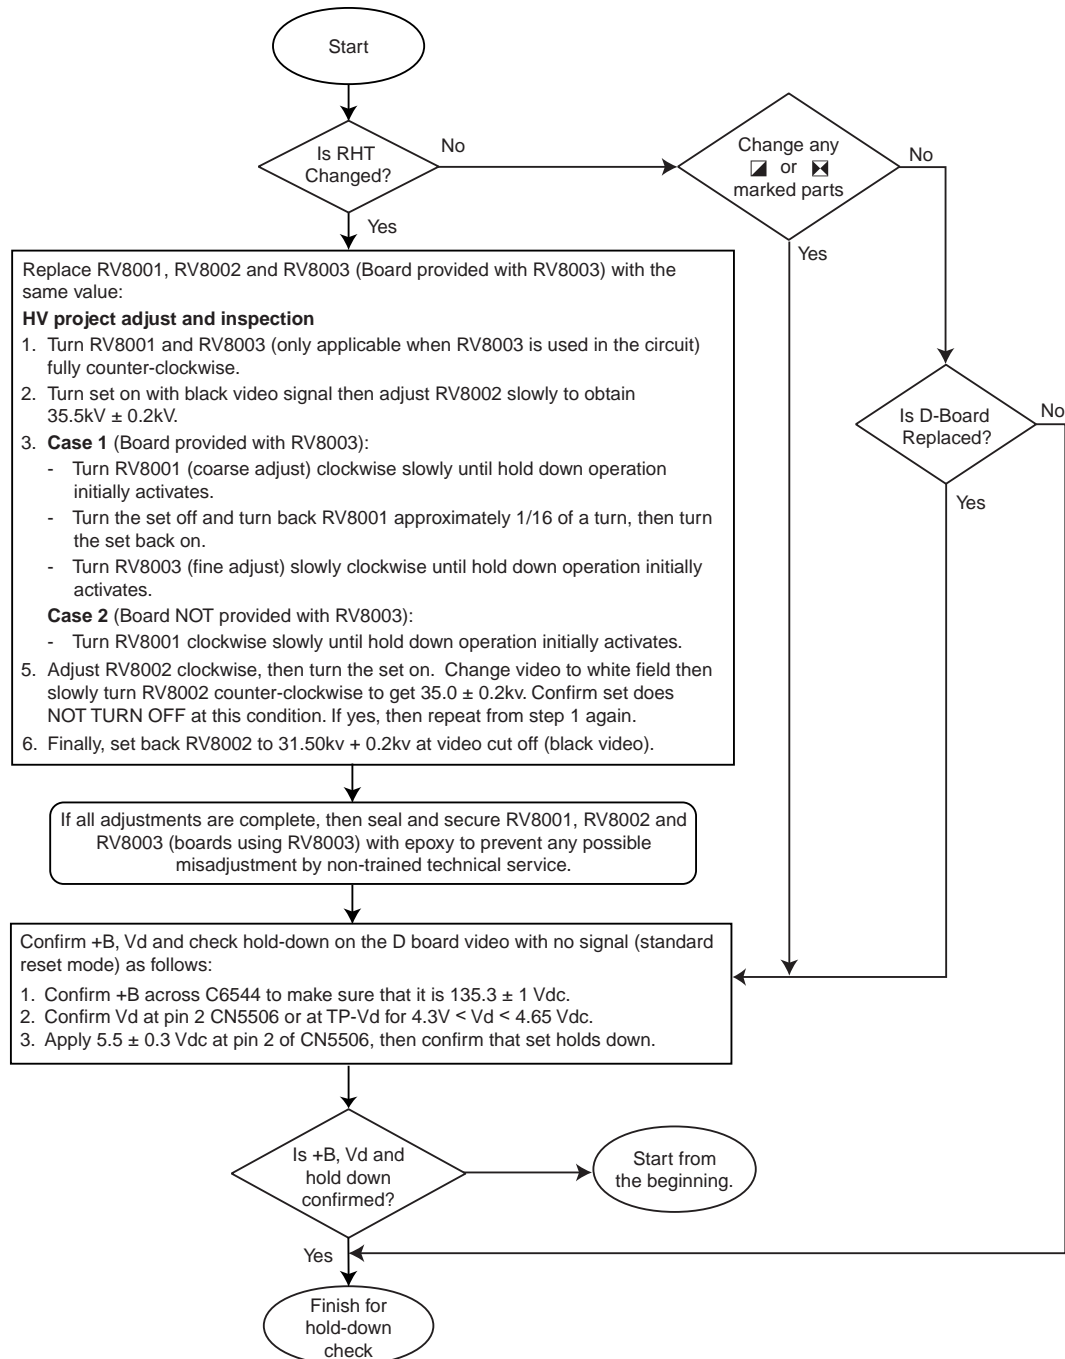 Start
Is RHT
Changed?
No
Yes
Change any
or
marked parts
No
Yes
Is D-Board
Replaced?
No
Yes
Replace RV8001, RV8002 and RV8003 (Board provided with RV8003) with the
same value:
HV project adjust and inspection
1. Turn RV8001 and RV8003 (only applicable when RV8003 is used in the circuit)
fully counter-clockwise.
2. Turn set on with black video signal then adjust RV8002 slowly to obtain
35.5kV ± 0.2kV.
3. Case 1 (Board provided with RV8003):
- Turn RV8001 (coarse adjust) clockwise slowly until hold down operation
initially activates.
- Turn the set off and turn back RV8001 approximately 1/16 of a turn, then turn
the set back on.
- Turn RV8003 (fine adjust) slowly clockwise until hold down operation initially
activates.
Case 2 (Board NOT provided with RV8003):
- Turn RV8001 clockwise slowly until hold down operation initially activates.
5. Adjust RV8002 clockwise, then turn the set on. Change video to white field then
slowly turn RV8002 counter-clockwise to get 35.0 ± 0.2kv. Confirm set does
NOT TURN OFF at this condition. If yes, then repeat from step 1 again.
6. Finally, set back RV8002 to 31.50kv + 0.2kv at video cut off (black video).
If all adjustments are complete, then seal and secure RV8001, RV8002 and
RV8003 (boards using RV8003) with epoxy to prevent any possible
misadjustment by non-trained technical service.
Confirm +B, Vd and check hold-down on the D board video with no signal (standard
reset mode) as follows:
1. Confirm +B across C6544 to make sure that it is 135.3 ± 1 Vdc.
2. Confirm Vd at pin 2 CN5506 or at TP-Vd for 4.3V < Vd < 4.65 Vdc.
3. Apply 5.5 ± 0.3 Vdc at pin 2 of CN5506, then confirm that set holds down.
Is +B, Vd and
hold down
confirmed?
Start from
the beginning.
Yes
Finish for
hold-down
check